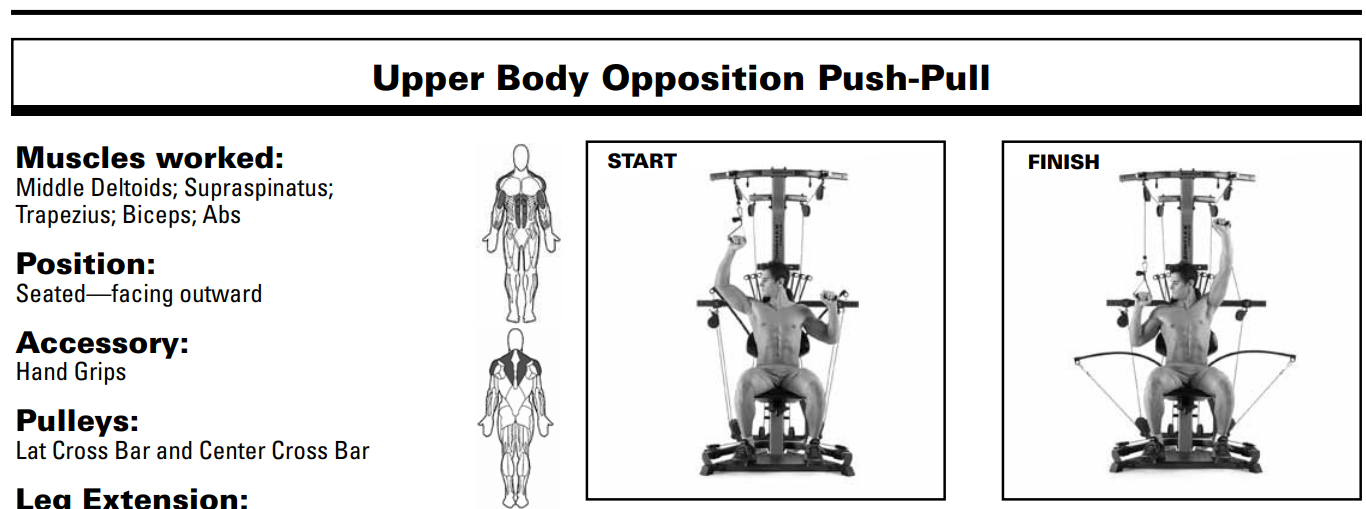 Upper Body Opposition Push-Pull
Muscles worked:
Middle Deltoids; Supraspinatus;
Trapezius; Biceps; Abs
Position:
Seated—facing outward
Accessory:
Hand Grips
Pulleys:
Lat Cross Bar and Center Cross Bar
Leg Extension:
START
FINISH